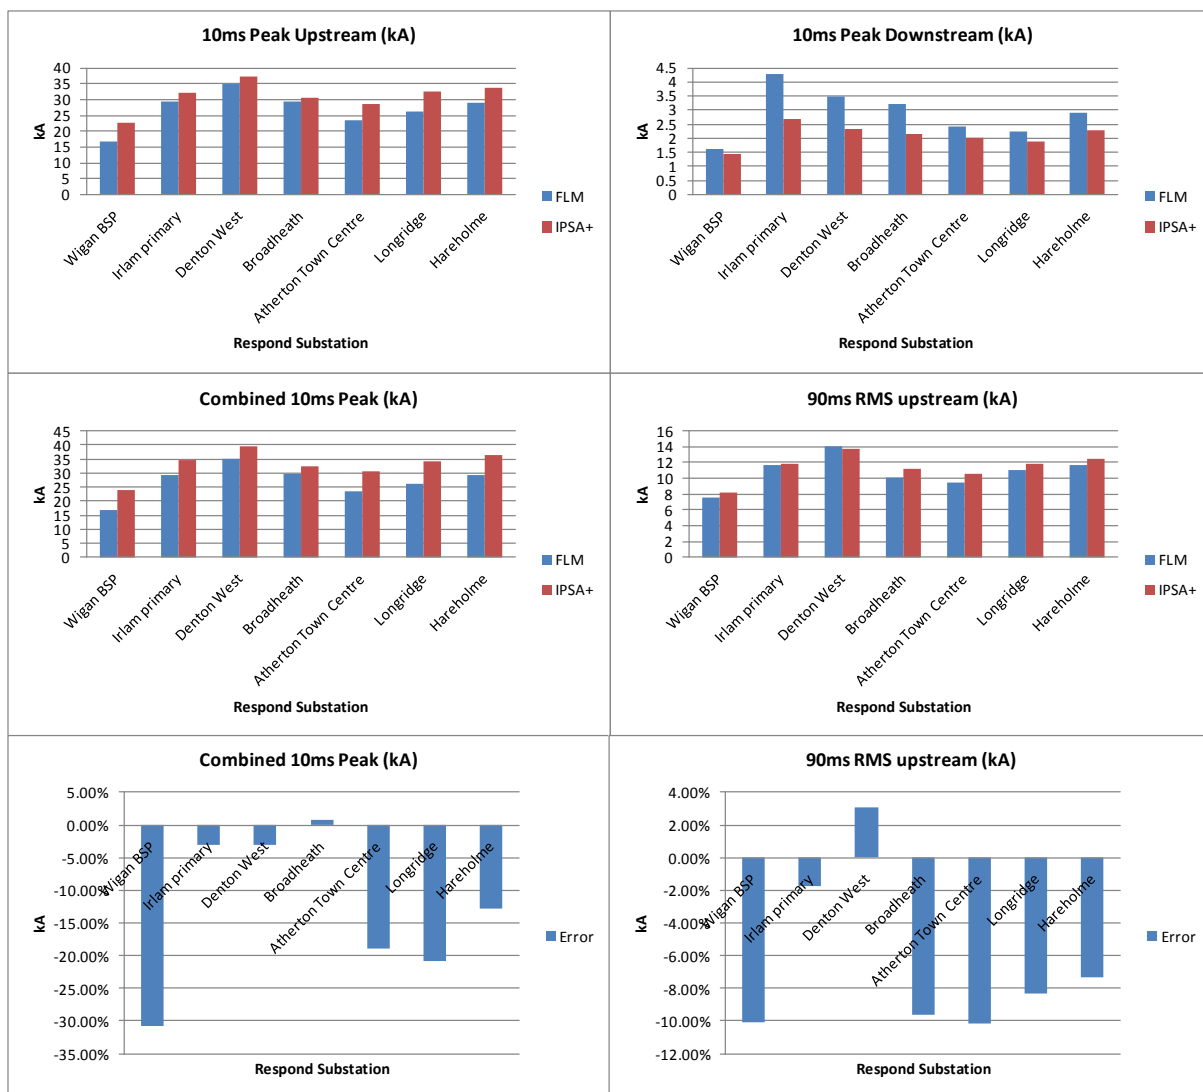 10ms Peak Upstream (kA)
40
35
30
25
20
15
10
5
0
kA
Wigan BSP
Irlam primary
Denton West
Broadheath
Atherton Town Centre
Longridge
Hareholme
Respond Substation
FLM
IPSA+
10ms Peak Downstream (kA)
4.5
4
3.5
3
2.5
2
1.5
1
0.5
0
kA
Wigan BSP
Irlam primary
Denton West
Broadheath
Atherton Town Centre
Longridge
Hareholme
Respond Substation
FLM
IPSA+
Combined 10ms Peak (kA)
45
40
35
30
25
20
15
10
5
0
kA
Wigan BSP
Irlam primary
Denton West
Broadheath
Atherton Town Centre
Longridge
Hareholme
Respond Substation
FLM
IPSA+
90ms RMS upstream (kA)
16
14
12
10
8
6
4
2
0
kA
Wigan BSP
Irlam primary
Denton West
Broadheath
Atherton Town Centre
Longridge
Hareholme
Respond Substation
FLM
IPSA+
Combined 10ms Peak (kA)
5.00%
0.00%
-5.00%
-10.00%
-15.00%
-20.00%
-25.00%
-30.00%
-35.00%
kA
Wigan BSP
Irlam primary
Denton West
Broadheath
Atherton Town Centre
Longridge
Hareholme
Respond Substation
Error
90ms RMS upstream (kA)
4.00%
2.00%
0.00%
-2.00%
-4.00%
-6.00%
-8.00%
-10.00%
-12.00%
kA
Wigan BSP
Irlam primary
Denton West
Broadheath
Atherton Town Centre
Longridge
Hareholme
Respond Substation
Error